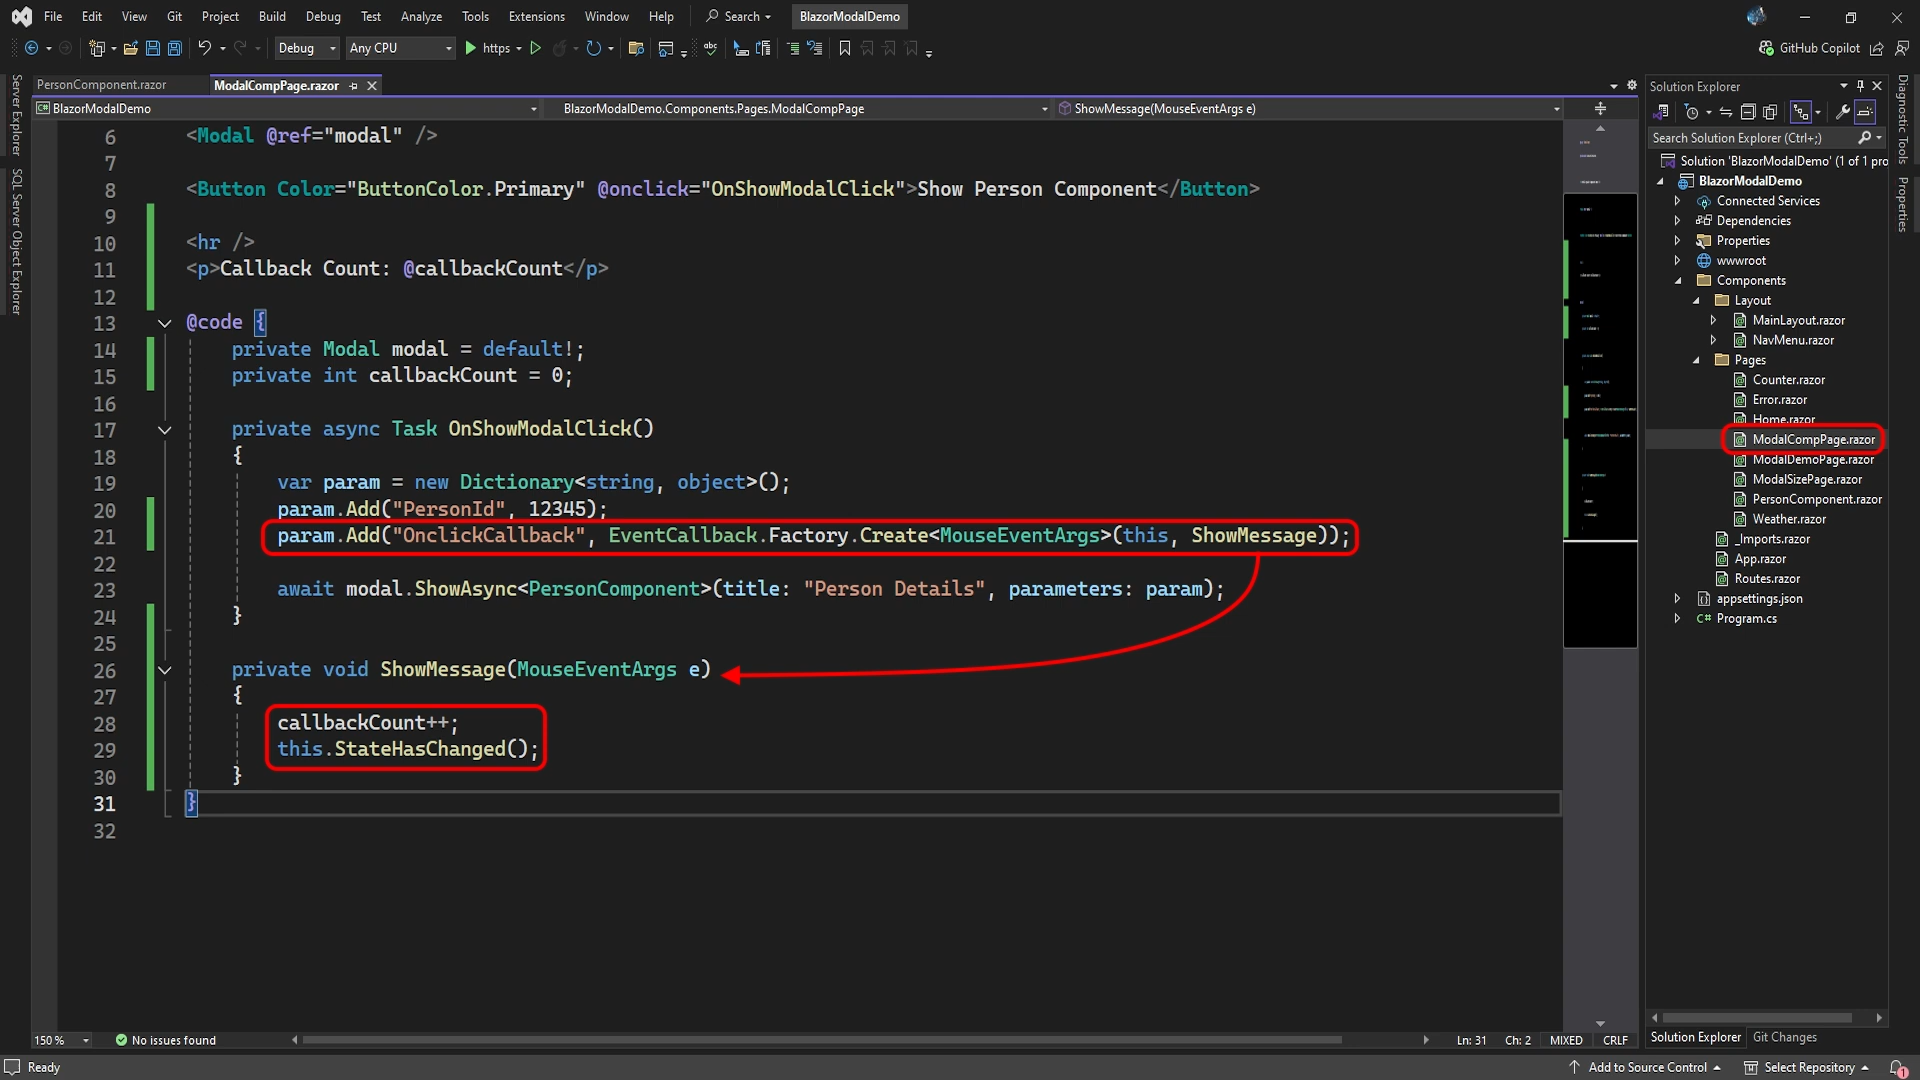 File Edit View Git Project Build Debug Test Analyze Tools Extensions Window Help Search BlazorModalDemo
Debug Any CPU https GitHub Copilot
PersonComponent.razor ModalCompPage.razor
BlazorModalDemo BlazorModalDemo.Components.Pages.ModalCompPage ShowMessage(MouseEventArgs e)
Server Explorer
SQL Server Object Explorer
6 <Modal @ref="modal" />
7
8 <Button Color="ButtonColor.Primary" @onclick="OnShowModalClick">Show Person Component</Button>
9
10 <hr />
11 <p>Callback Count: @callbackCount</p>
12
13 @code {
14 private Modal modal = default!;
15 private int callbackCount = 0;
16
17 private async Task OnShowModalClick()
18 {
19 var param = new Dictionary<string, object>();
20 param.Add("PersonId", 12345);
21 param.Add("OnclickCallback", EventCallback.Factory.Create<MouseEventArgs>(this, ShowMessage));
22
23 await modal.ShowAsync<PersonComponent>(title: "Person Details", parameters: param);
24 }
25
26 private void ShowMessage(MouseEventArgs e)
27 {
28 callbackCount++;
29 this.StateHasChanged();
30 }
31 }
32
150 % No issues found Ln: 31 Ch: 2 MIXED CRLF
Solution Explorer
Search Solution Explorer (Ctrl+;)
Solution 'BlazorModalDemo' (1 of 1 pro
BlazorModalDemo
Connected Services
Dependencies
Properties
wwwroot
Components
Layout
MainLayout.razor
NavMenu.razor
Pages
Counter.razor
Error.razor
Home.razor
ModalCompPage.razor
ModalDemoPage.razor
ModalSizePage.razor
PersonComponent.razor
Weather.razor
_Imports.razor
App.razor
Routes.razor
appsettings.json
C# Program.cs
Solution Explorer Git Changes
Diagnostic Tools
Properties
Ready Add to Source Control Select Repository 1